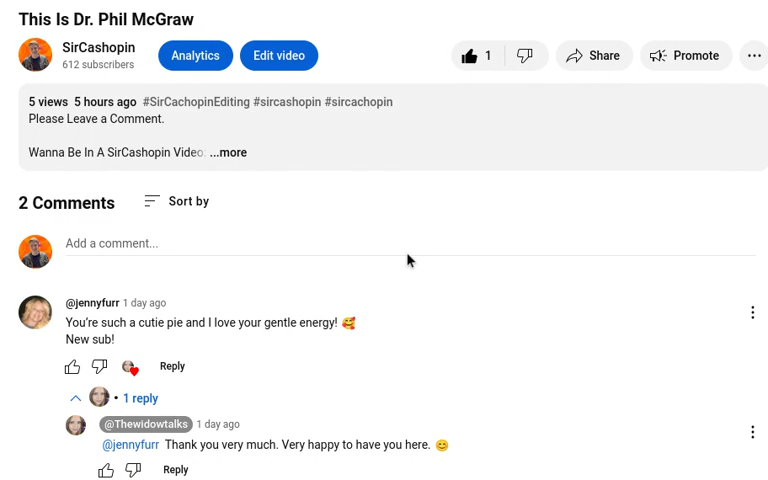 This Is Dr. Phil McGraw
SirCashopin
612 subscribers
Analytics
Edit video
1
Share
Promote
5 views 5 hours ago #SirCachopinEditing #sircashopin #sircachopin
Please Leave a Comment.
Wanna Be In A SirCashopin Video: ...more
2 Comments
Sort by
Add a comment...
@jennyfurr 1 day ago
You're such a cutie pie and I love your gentle energy! 🥰
New sub!
Reply
• 1 reply
@Thewidowtalks 1 day ago
@jennyfurr Thank you very much. Very happy to have you here. 😊
Reply